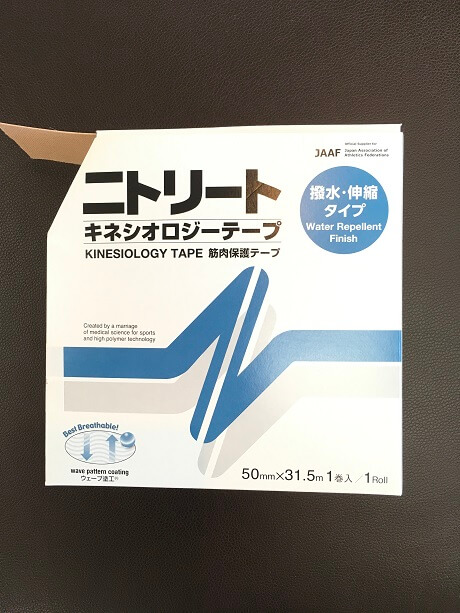 Official Supporter for
JAAF Japan Association of
Athletics Federations
ニトリート
撥水・伸縮
タイプ
Water Repellent
Finish
キネシオロジーテープ
KINESIOLOGY TAPE 筋肉保護テープ
Created by a marriage
of medical science for sports
and high polymer technology
Best Breathable!
wave pattern coating
ウェーブ塗工®
50mm×31.5m 1巻入/1Roll